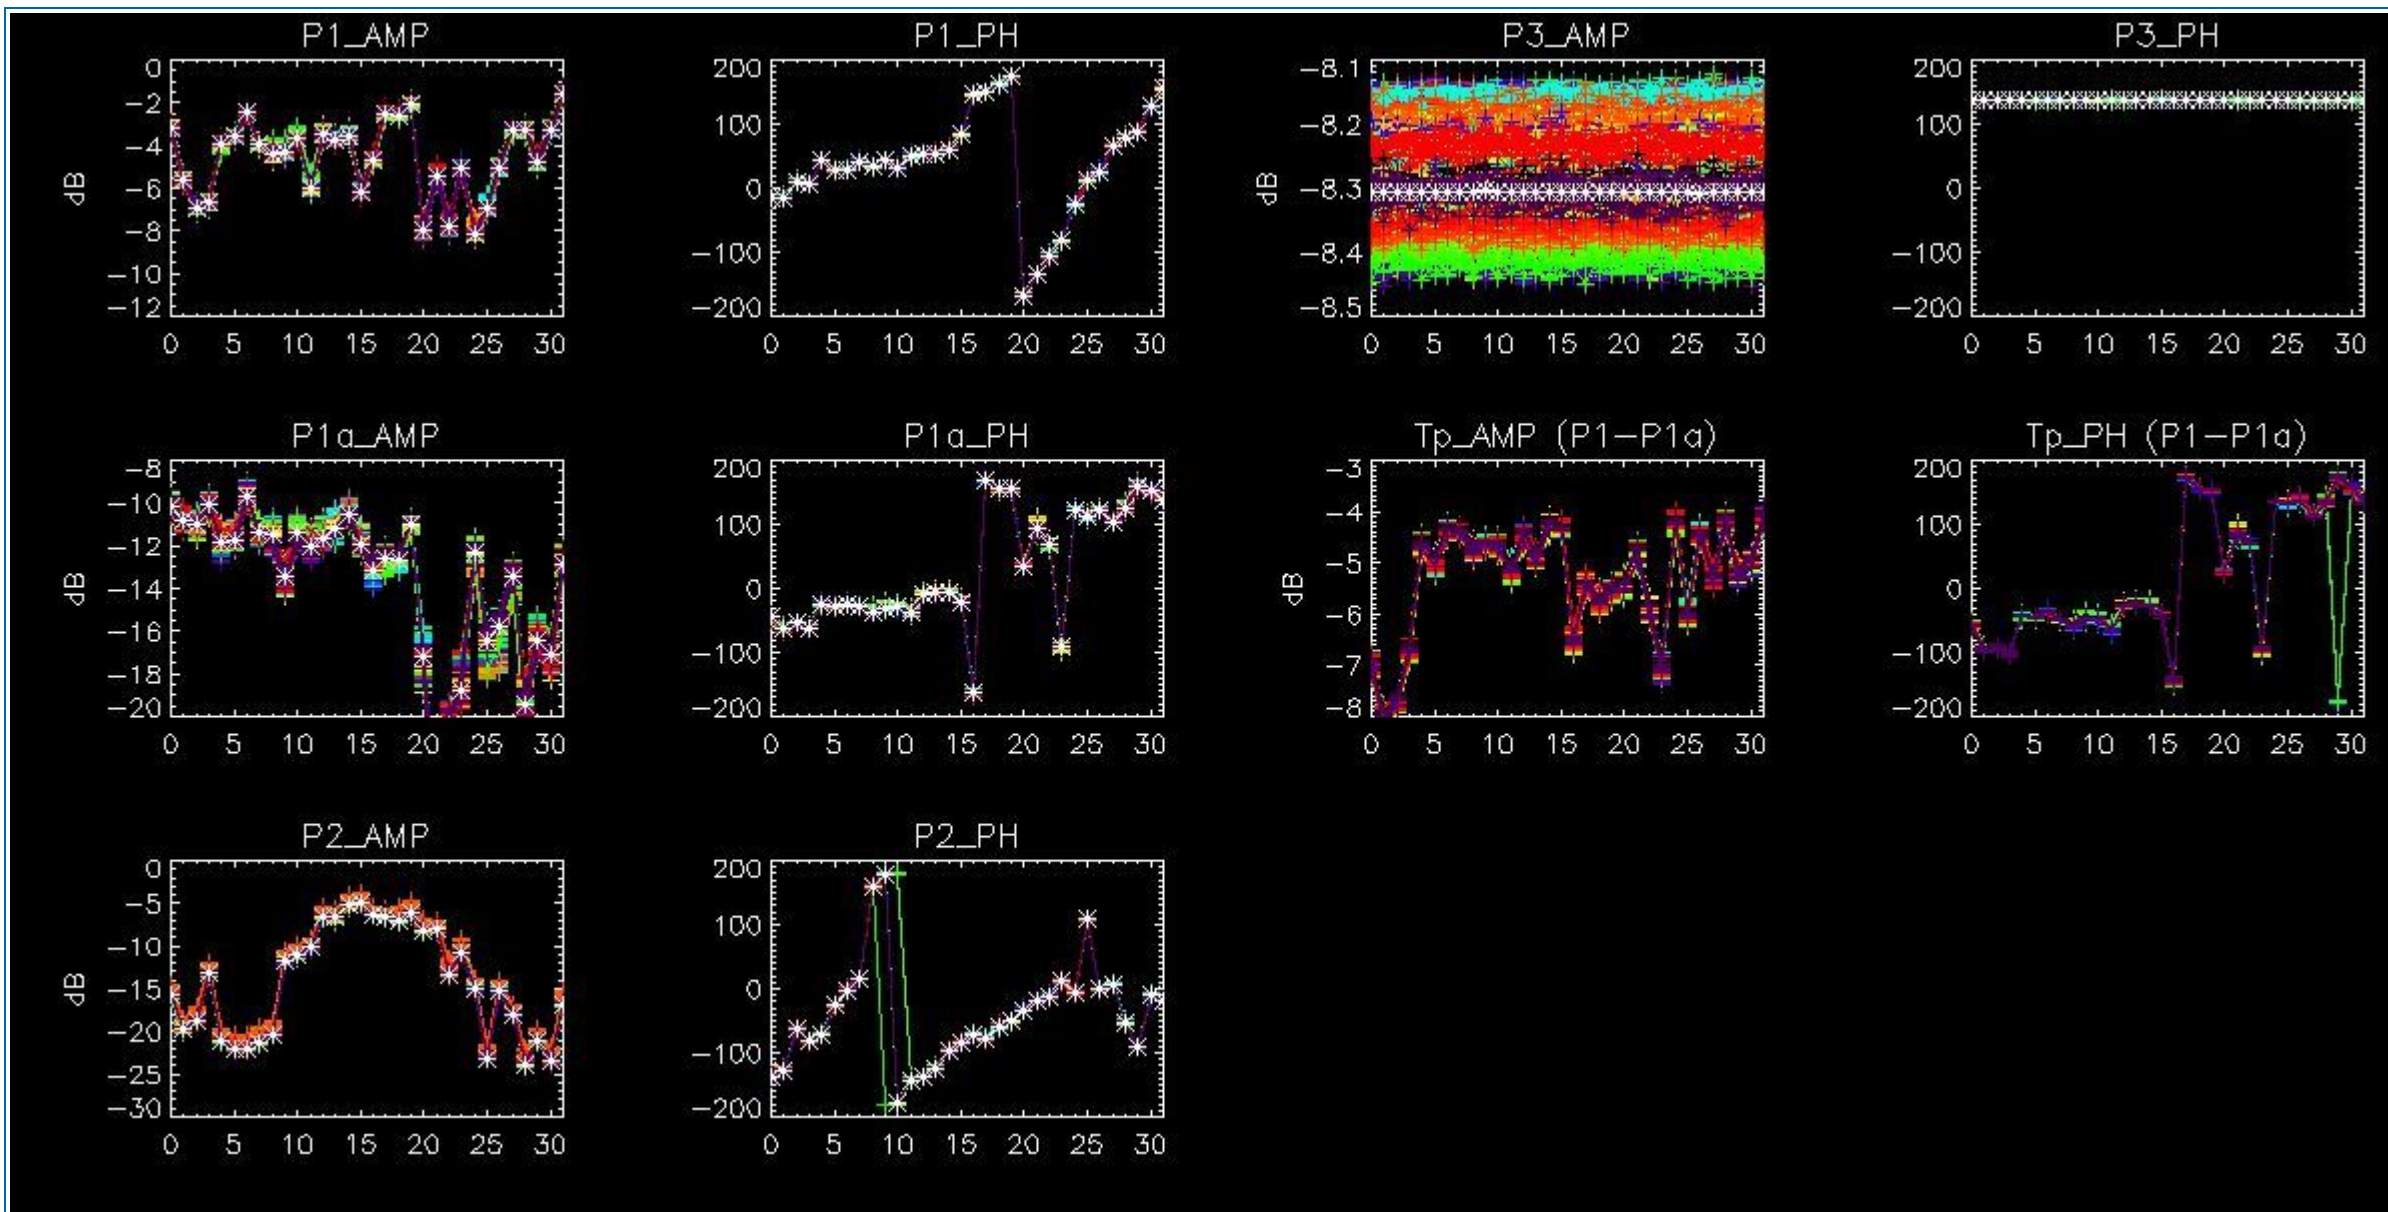 P1_AMP P1_PH P3_AMP P3_PH
0 200 -8.1 200
-2
-4 100 -8.2 100
dB -6 0 dB -8.3 0
-8
-10 -100 -8.4 -100
-12 -200 -8.5 -200
0 5 10 15 20 25 30 0 5 10 15 20 25 30 0 5 10 15 20 25 30 0 5 10 15 20 25 30
P1a_AMP P1a_PH Tp_AMP (P1-P1a) Tp_PH (P1-P1a)
-8 200 -3 200
-10
-12 100 -4 100
dB -14 0 dB -5 0
-16 -6
-18 -100 -7 -100
-20 -200 -8 -200
0 5 10 15 20 25 30 0 5 10 15 20 25 30 0 5 10 15 20 25 30 0 5 10 15 20 25 30
P2_AMP P2_PH
0 200
-5 100
-10
dB -15 0
-20 -100
-25
-30 -200
0 5 10 15 20 25 30 0 5 10 15 20 25 30